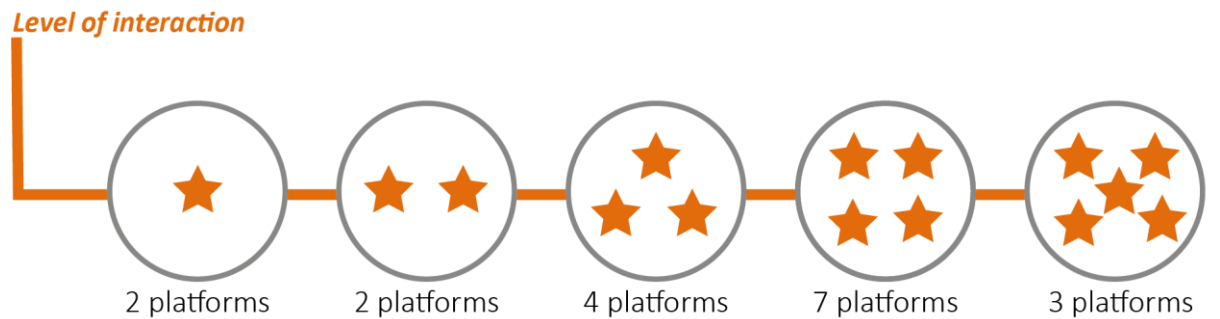 Level of interaction
2 platforms
2 platforms
4 platforms
7 platforms
3 platforms